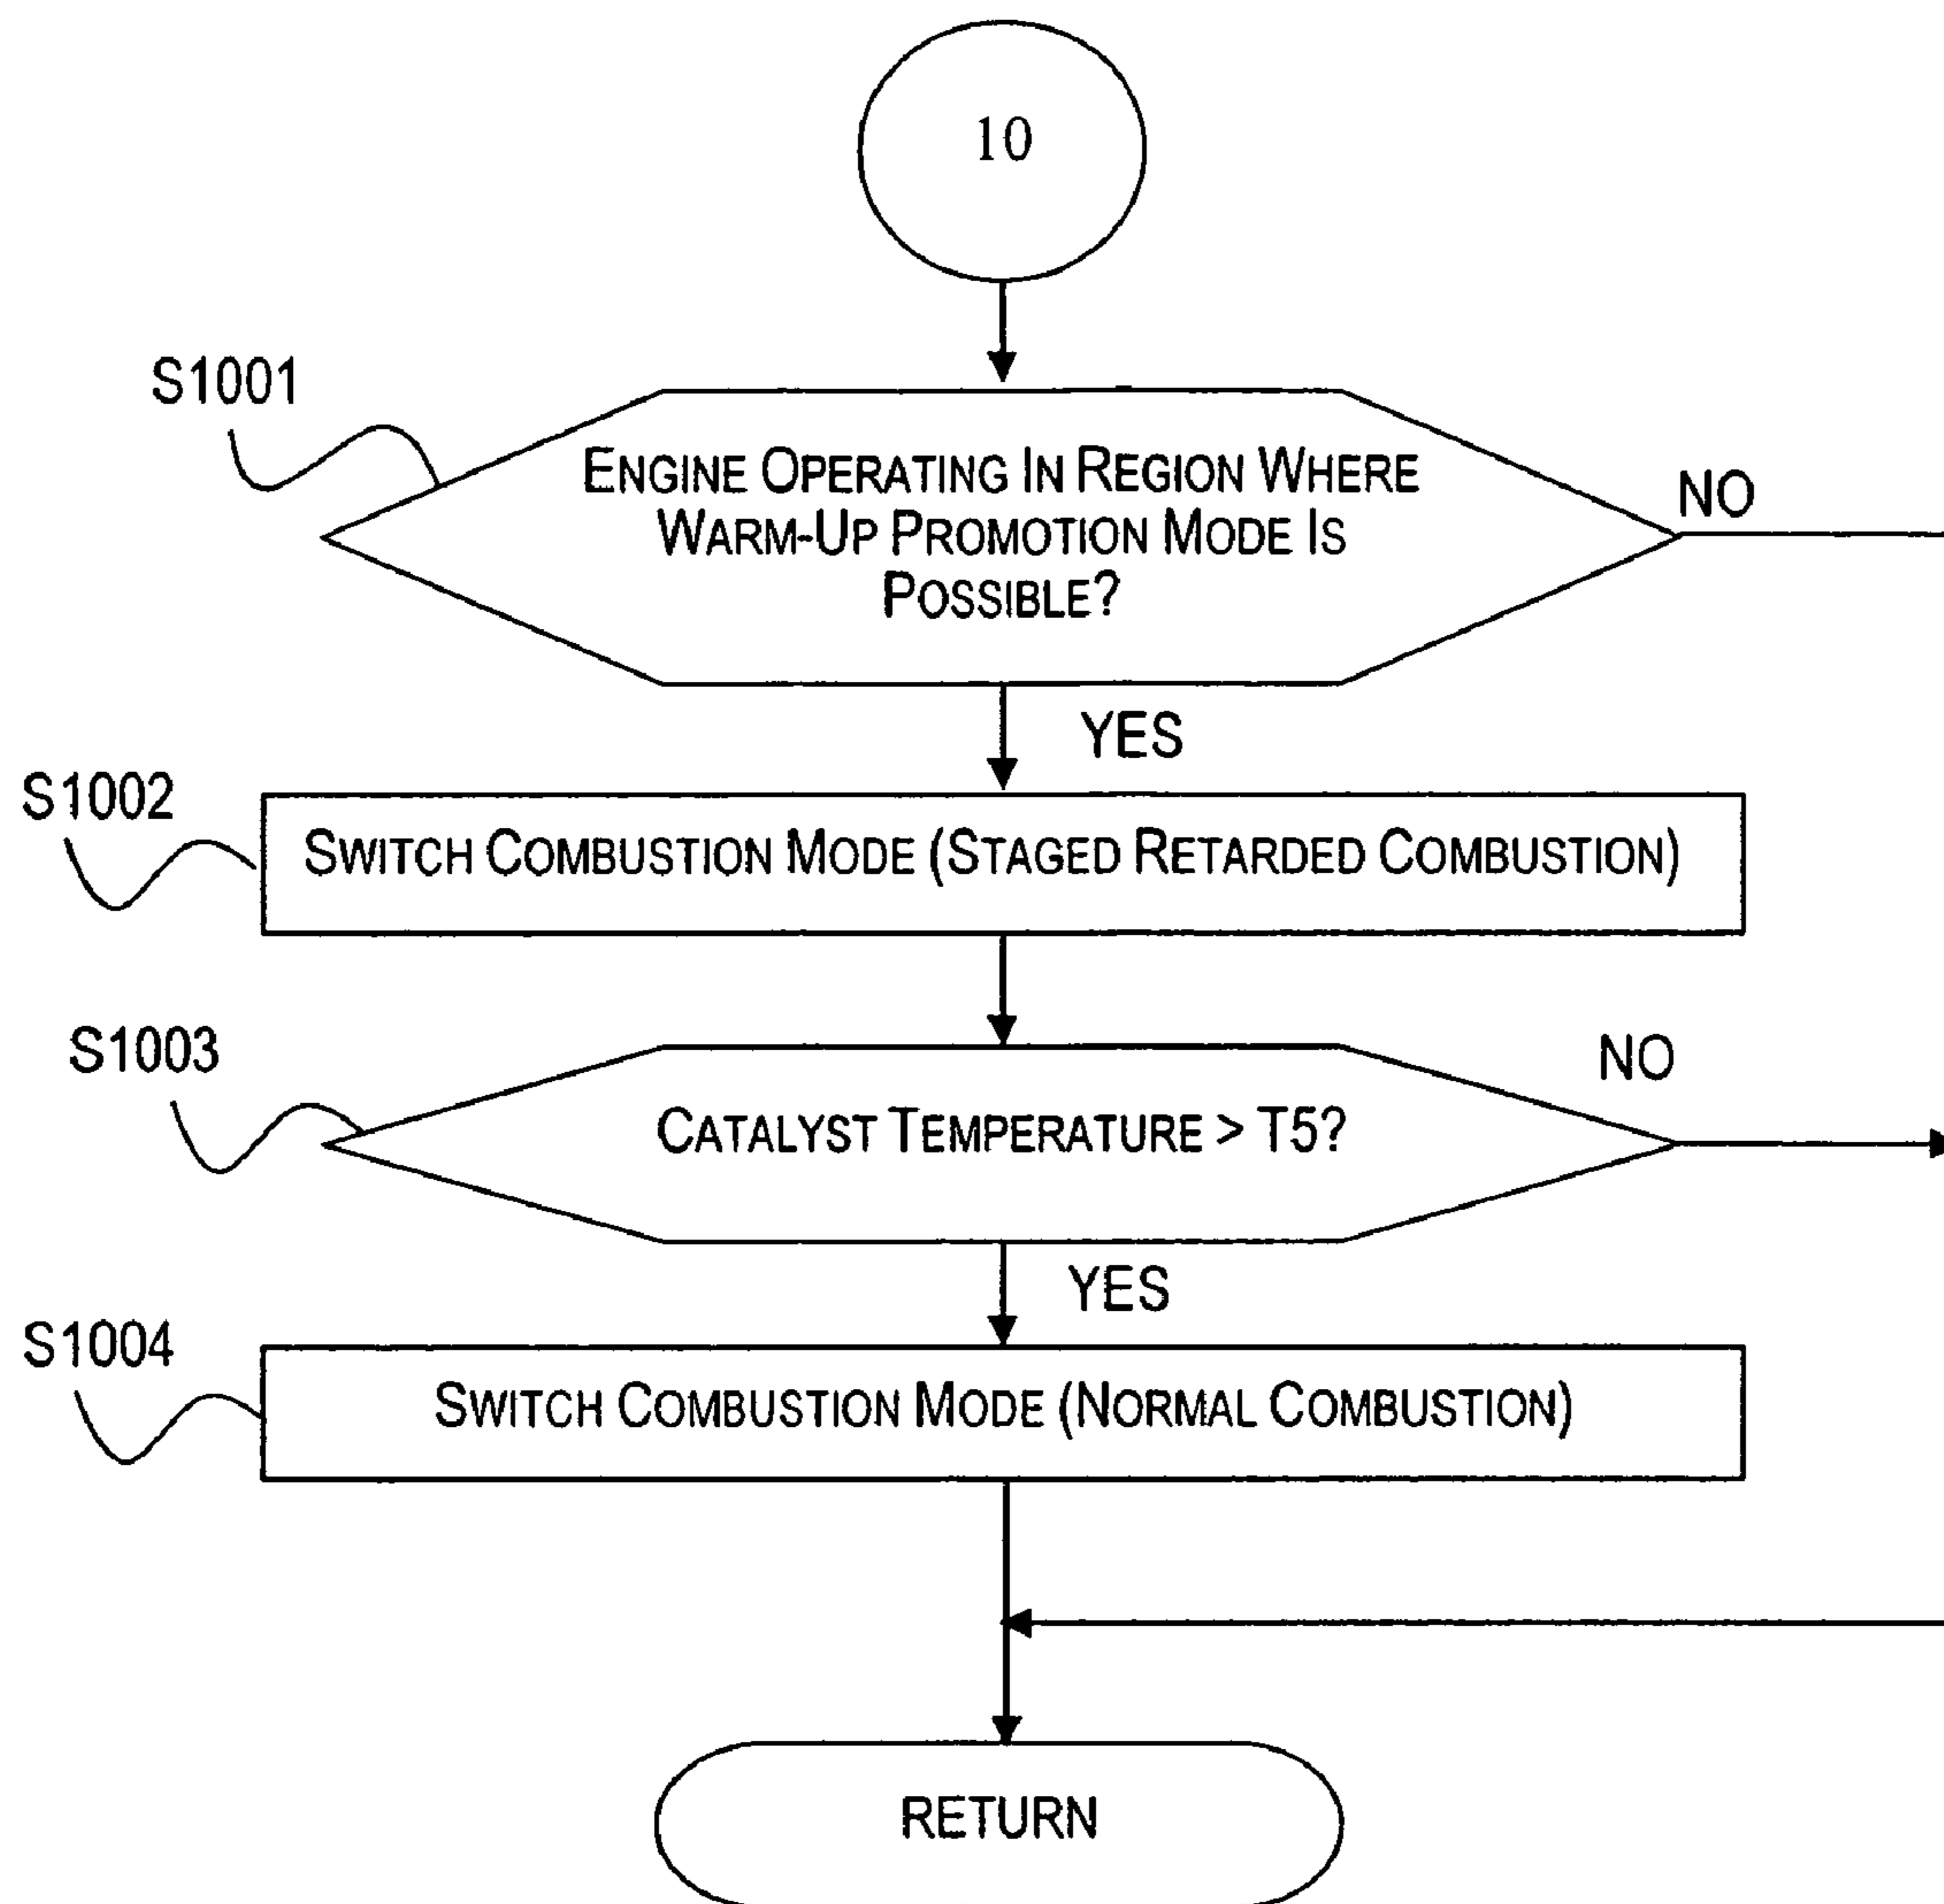 10
S1001
ENGINE OPERATING IN REGION WHERE
WARM-UP PROMOTION MODE IS
POSSIBLE?
NO
YES
S1002
SWITCH COMBUSTION MODE (STAGED RETARDED COMBUSTION)
S1003
CATALYST TEMPERATURE > T5?
NO
YES
S1004
SWITCH COMBUSTION MODE (NORMAL COMBUSTION)
RETURN